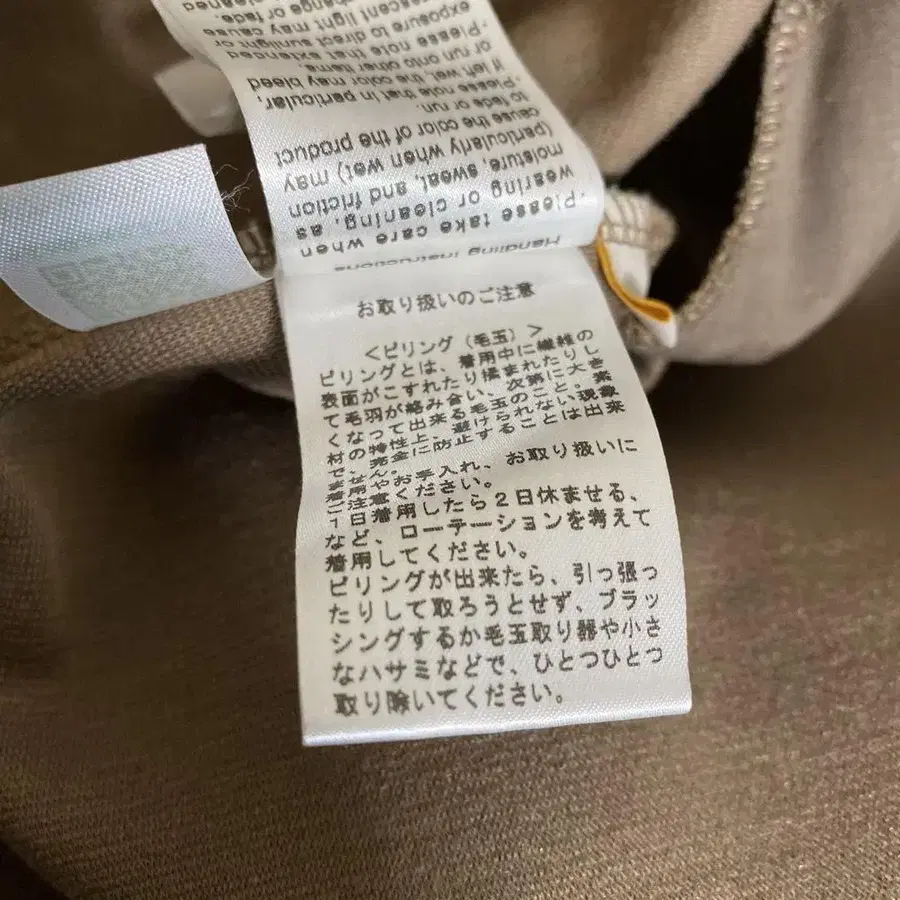 Handling instructions
·Please take care when
wearing or cleaning, as
moisture, sweat, and friction
(particularly when wet) may
cause the color of the product
to fade or run.
·Please note that in particular,
if left wet, the color may bleed
or run onto other items.
·Please note that extended
exposure to direct sunlight or
fluorescent light may cause
change or fade.
お取り扱いのご注意
＜ピリング（毛玉）＞
ピリングとは、着用中に繊維の
表面がこすれたり揉まれたりし
て毛羽が絡み合い、次第に大き
くなって出来る毛玉のこと。素
材の特性上、避けられない現象
で、完全に防止することは出来
ません。
着用やお手入れ、お取り扱いに
ご注意ください。
1日着用したら2日休ませる、
など、ローテーションを考えて
着用してください。
ピリングが出来たら、引っ張っ
たりして取ろうとせず、ブラッ
シングするか毛玉取り器や小さ
なハサミなどで、ひとつひとつ
取り除いてください。